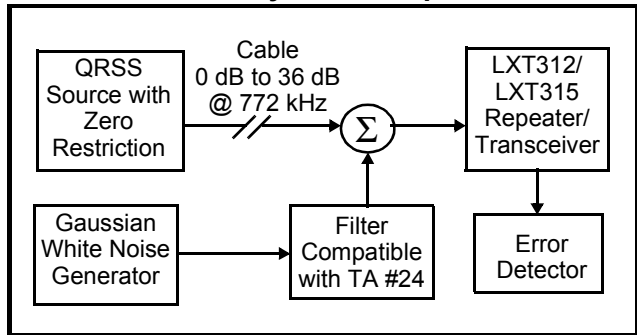 QRSS
Source with
Zero
Restriction
Cable
0 dB to 36 dB
@ 772 kHz
Σ
LXT312/
LXT315
Repeater/
Transceiver
Gaussian
White Noise
Generator
Filter
Compatible
with TA #24
Error
Detector